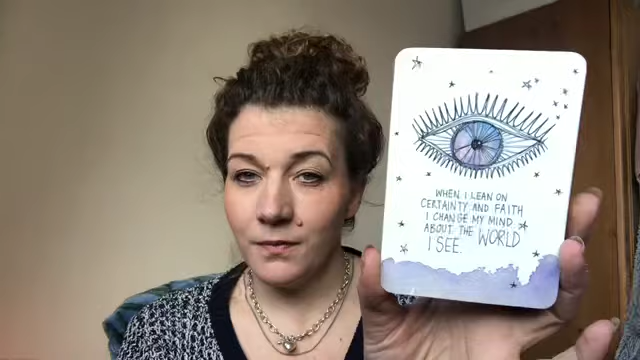 WHEN I LEAN ON
CERTAINTY AND FAITH
I CHANGE MY MIND
ABOUT THE WORLD
I SEE.